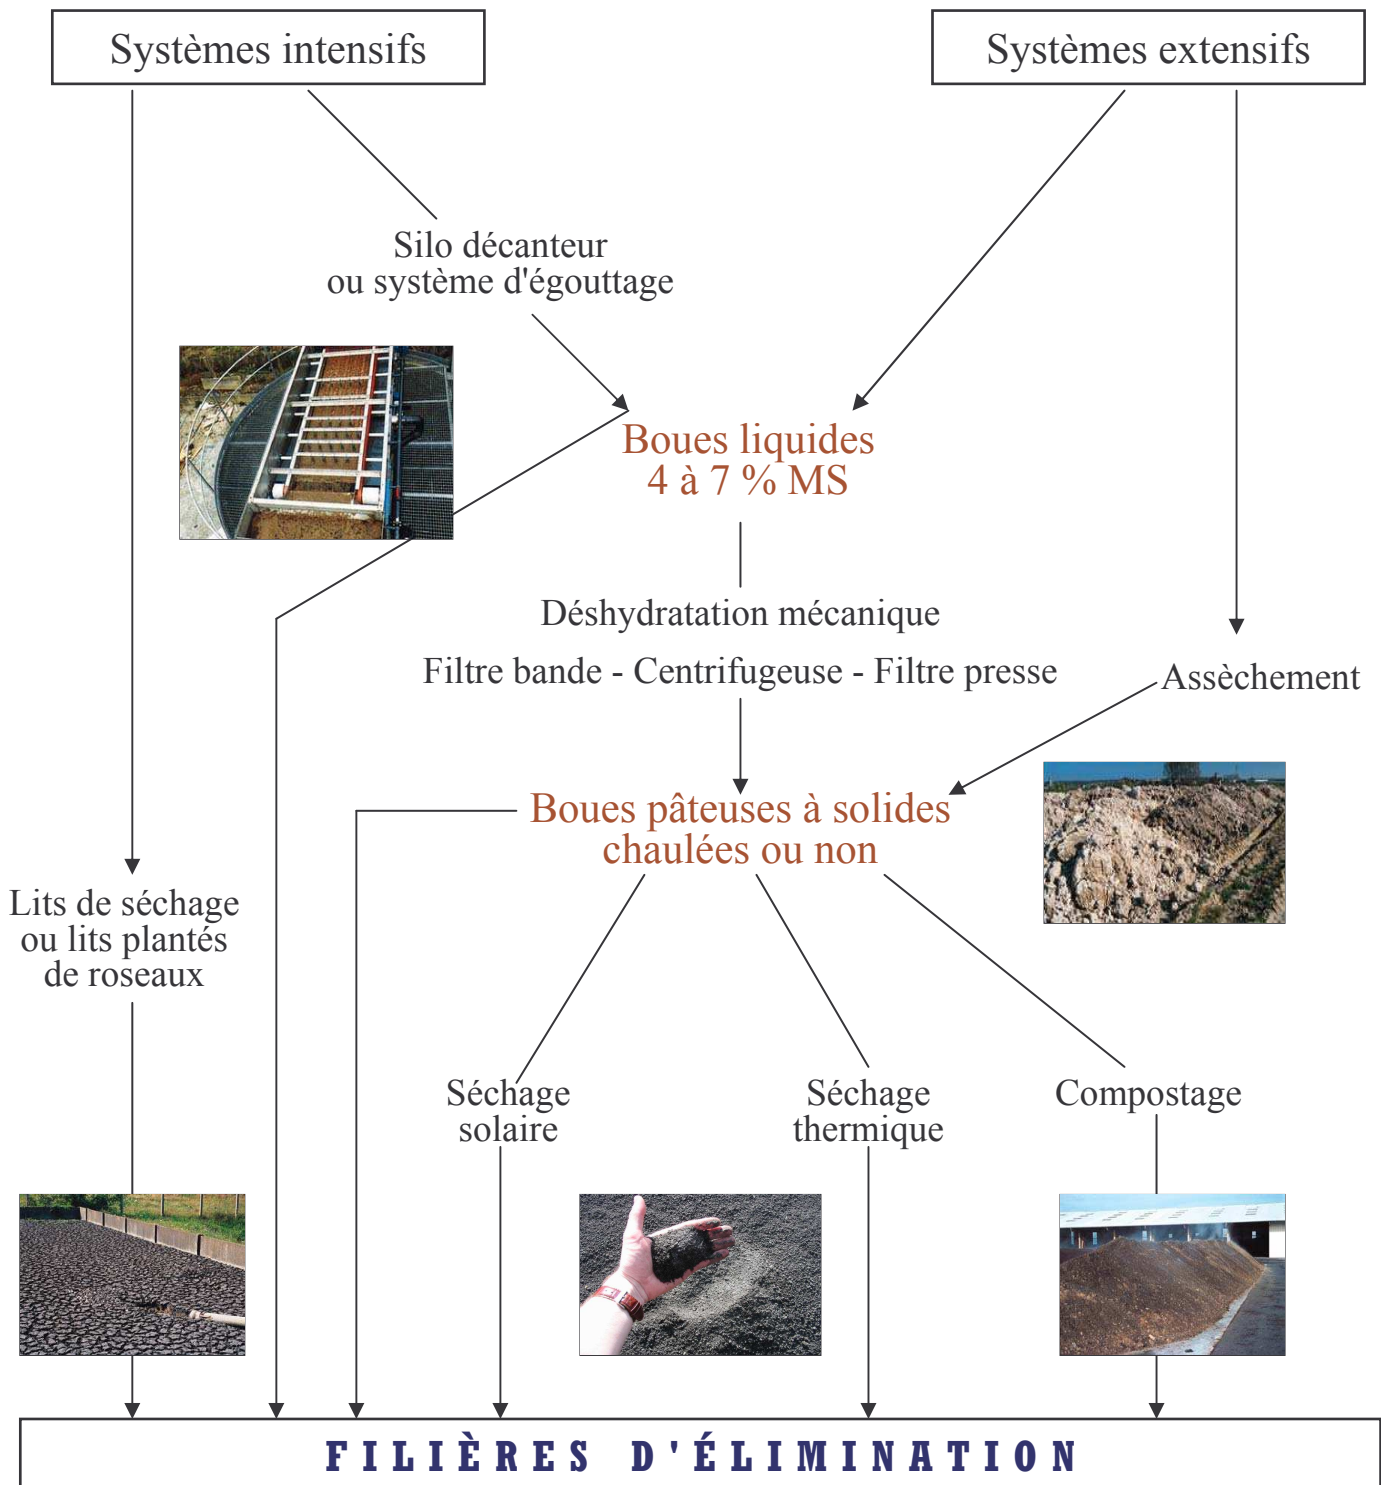 Systèmes intensifs
Systèmes extensifs
Silo décanteur
ou système d'égouttage
Boues liquides
4 à 7 % MS
Déshydratation mécanique
Filtre bande - Centrifugeuse - Filtre presse
Assèchement
Boues pâteuses à solides
chaulées ou non
Lits de séchage
ou lits plantés
de roseaux
Séchage
solaire
Séchage
thermique
Compostage
FILIÈRES D'ÉLIMINATION